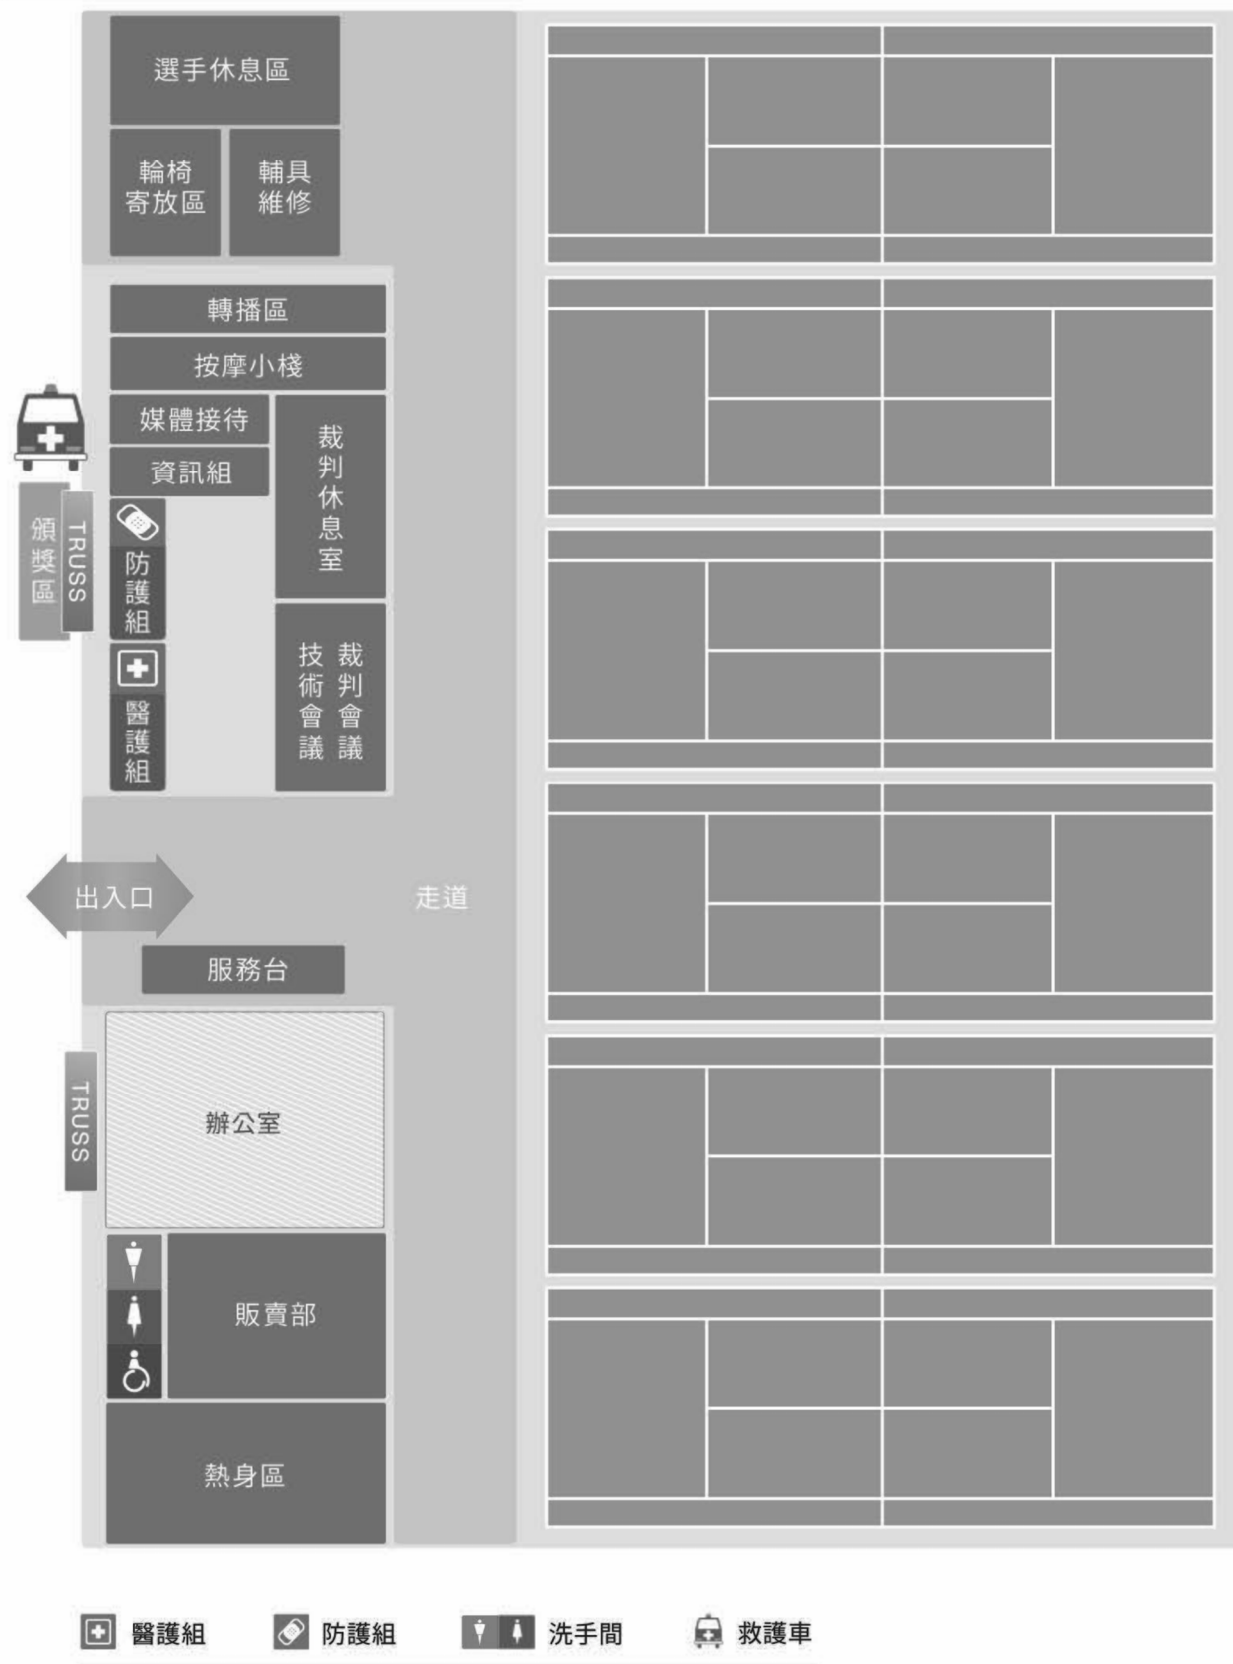 選手休息區
輪椅
寄放區
輔具
維修
轉播區
按摩小棧
媒體接待
資訊組
裁判休息室
頒獎區
TRUSS
防護組
醫護組
裁判會議
技術會議
出入口
走道
服務台
TRUSS
辦公室
販賣部
熱身區
醫護組
防護組
洗手間
救護車